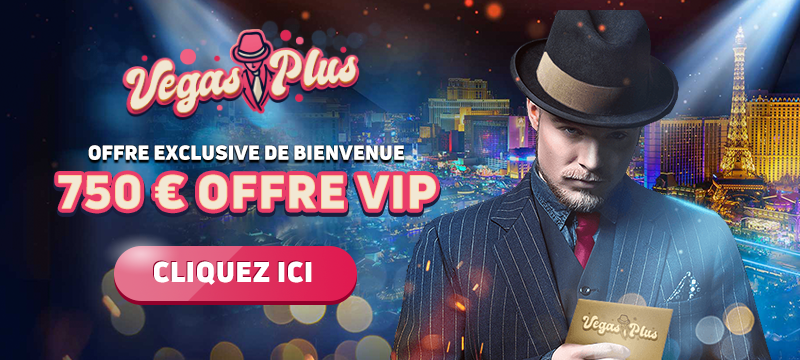 Vegas Plus
OFFRE EXCLUSIVE DE BIENVENUE
750 € OFFRE VIP
CLIQUEZ ICI
Vegas Plus